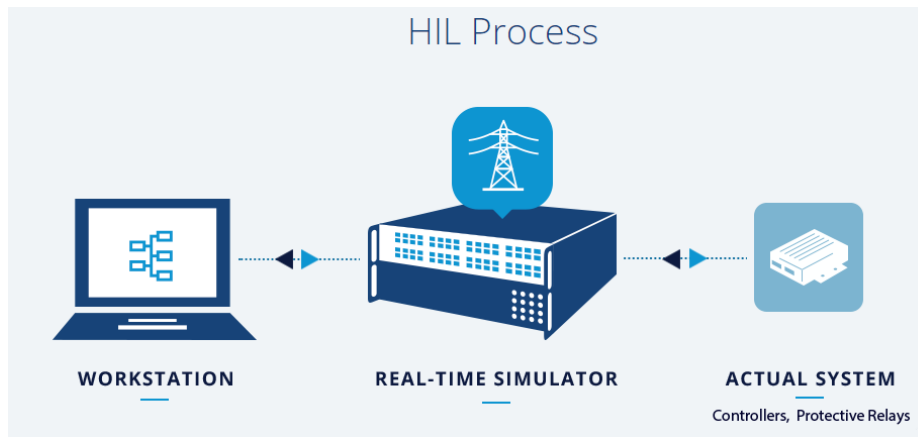 HIL Process
WORKSTATION
REAL-TIME SIMULATOR
ACTUAL SYSTEM
Controllers, Protective Relays